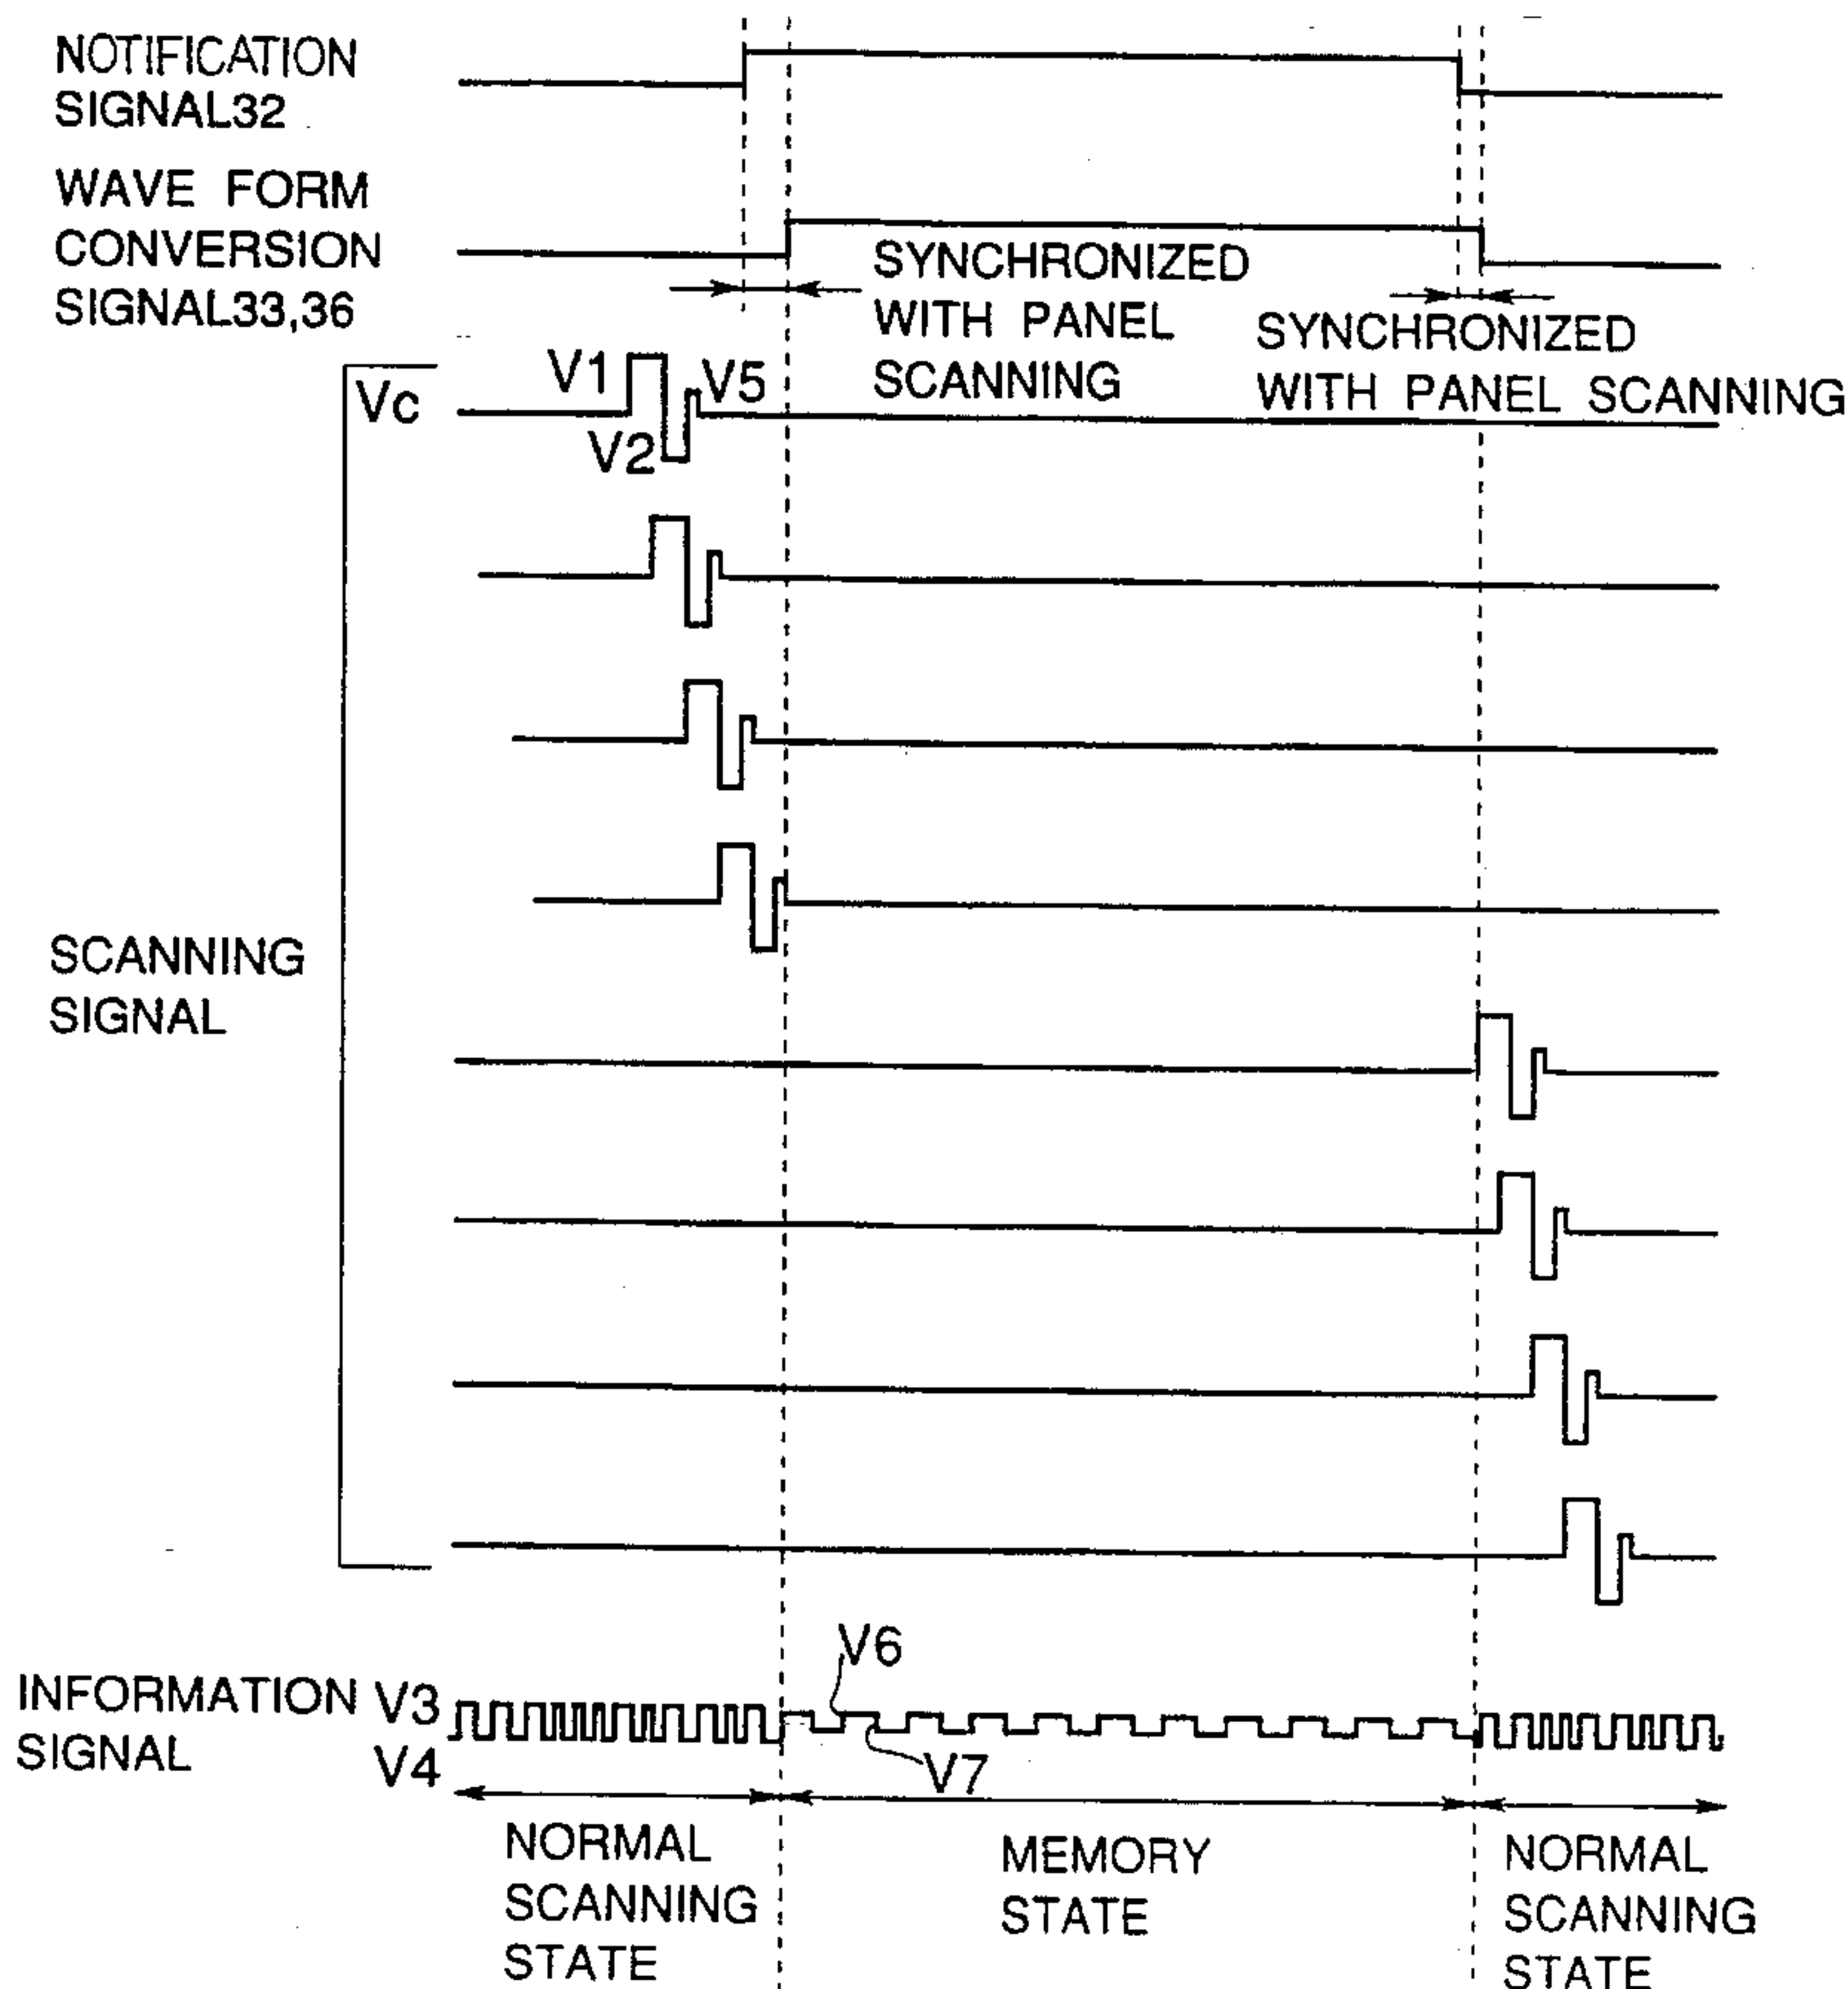 NOTIFICATION
SIGNAL32
WAVE FORM
CONVERSION
SIGNAL33,36
SYNCHRONIZED
WITH PANEL
SCANNING
SYNCHRONIZED
WITH PANEL SCANNING
Vc
V1
V5
V2
SCANNING
SIGNAL
INFORMATION
SIGNAL
V3
V4
V6
V7
NORMAL
SCANNING
STATE
MEMORY
STATE
NORMAL
SCANNING
STATE